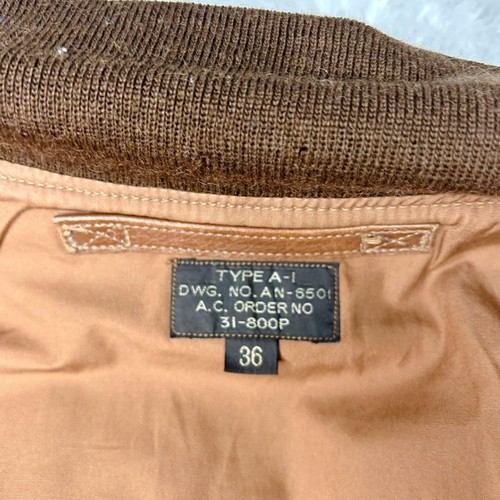 TYPE A-1
DWG. NO. AN-6501
A.C. ORDER NO
31-800P
36